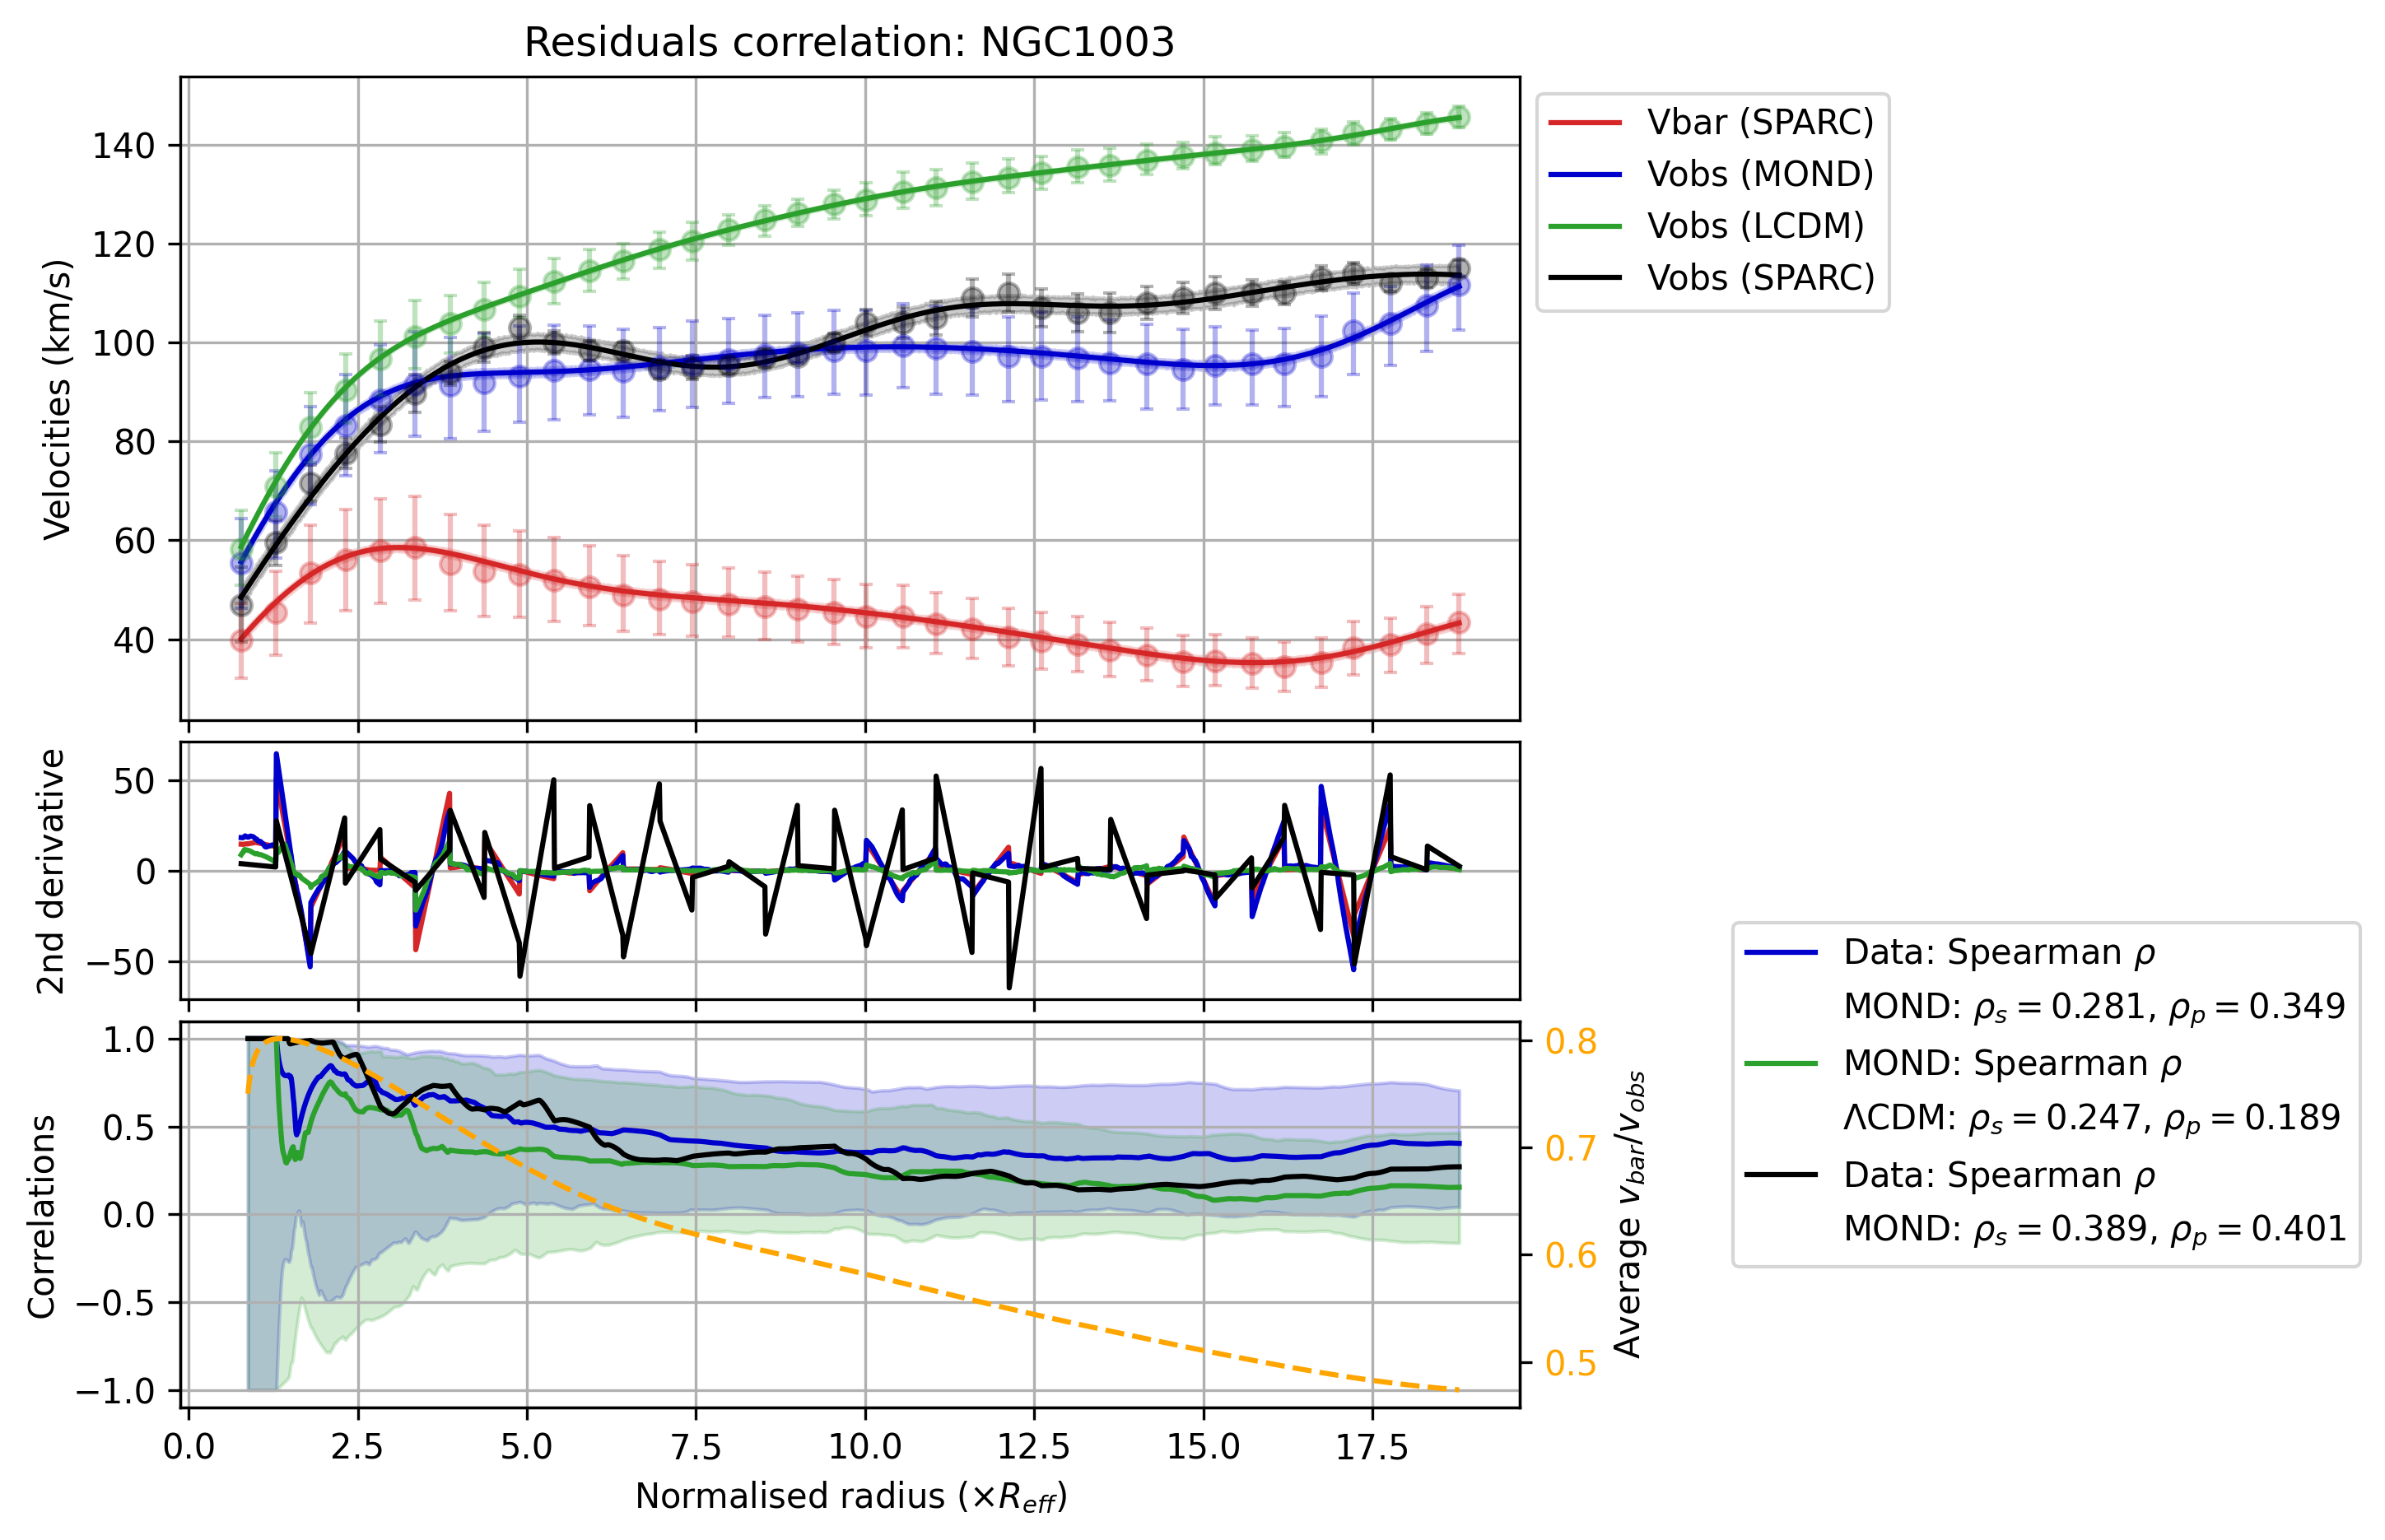 Residuals correlation: NGC1003
Velocities (km/s)
140
120
100
80
60
40
Vbar (SPARC)
Vobs (MOND)
Vobs (LCDM)
Vobs (SPARC)
2nd derivative
50
0
−50
Correlations
1.0
0.5
0.0
−0.5
−1.0
0.8
0.7
0.6
0.5
Average v_bar/v_obs
Data: Spearman ρ
MOND: ρ_s = 0.281, ρ_p = 0.349
MOND: Spearman ρ
ΛCDM: ρ_s = 0.247, ρ_p = 0.189
Data: Spearman ρ
MOND: ρ_s = 0.389, ρ_p = 0.401
0.0 2.5 5.0 7.5 10.0 12.5 15.0 17.5
Normalised radius (×R_eff)